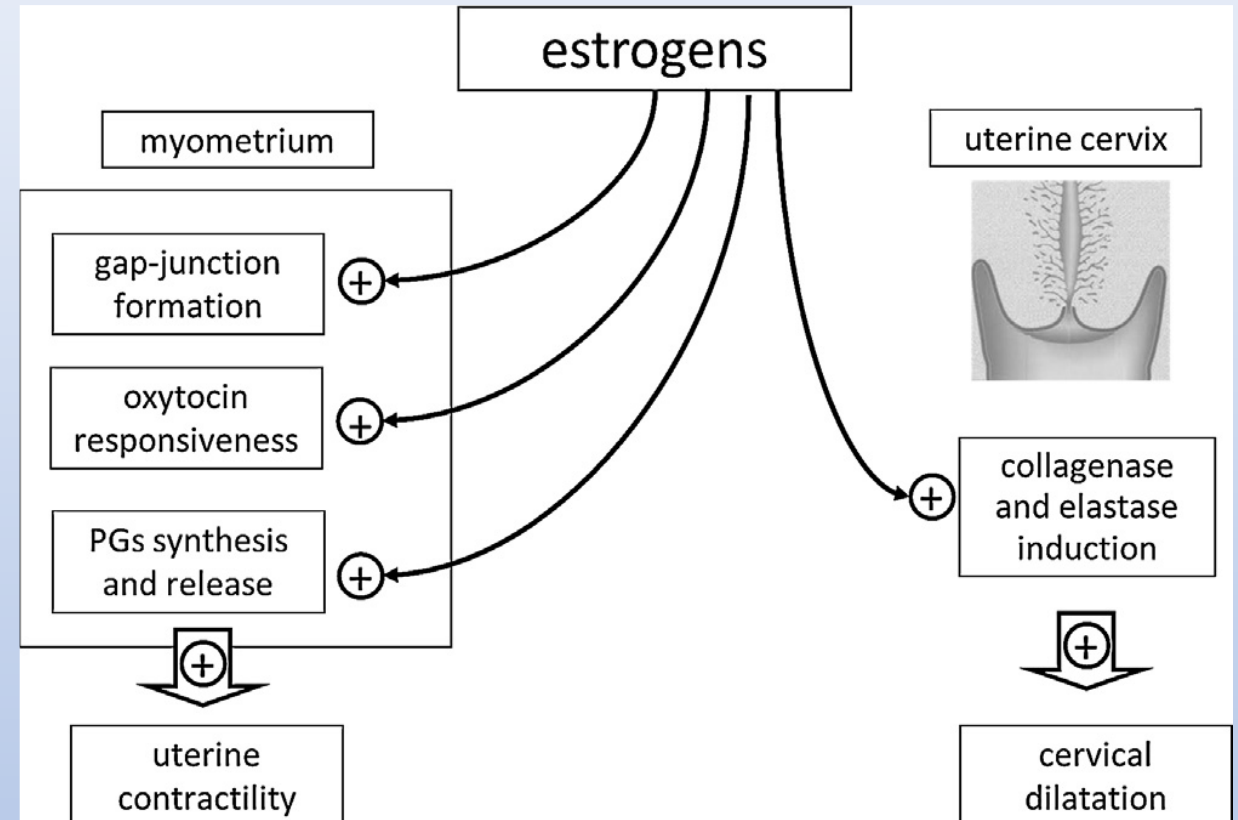 estrogens
myometrium
gap-junction
formation
+
oxytocin
responsiveness
+
PGs synthesis
and release
+
+
uterine
contractility
uterine cervix
+
collagenase
and elastase
induction
+
cervical
dilatation